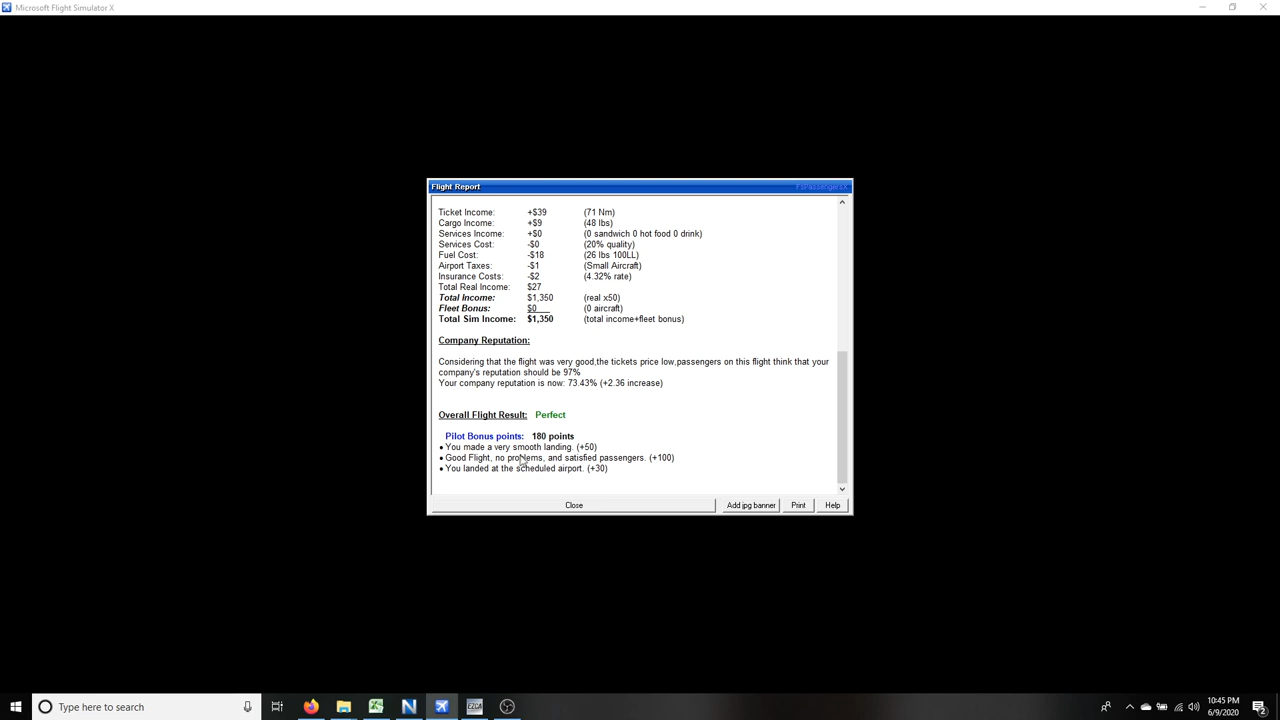 Microsoft Flight Simulator X
Flight Report
FsPassengersX
Ticket Income: +$39 (71 Nm)
Cargo Income: +$9 (48 lbs)
Services Income: +$0 (0 sandwich 0 hot food 0 drink)
Services Cost: -$0 (20% quality)
Fuel Cost: -$18 (26 lbs 100LL)
Airport Taxes: -$1 (Small Aircraft)
Insurance Costs: -$2 (4.32% rate)
Total Real Income: $27
Total Income: $1,350 (real x50)
Fleet Bonus: $0 (0 aircraft)
Total Sim Income: $1,350 (total income+fleet bonus)
Company Reputation:
Considering that the flight was very good,the tickets price low,passengers on this flight think that your
company's reputation should be 97%
Your company reputation is now: 73.43% (+2.36 increase)
Overall Flight Result: Perfect
Pilot Bonus points: 180 points
• You made a very smooth landing. (+50)
• Good Flight, no problems, and satisfied passengers. (+100)
• You landed at the scheduled airport. (+30)
Close Add jpg banner Print Help
Type here to search
EZCA
10:45 PM
6/9/2020
2